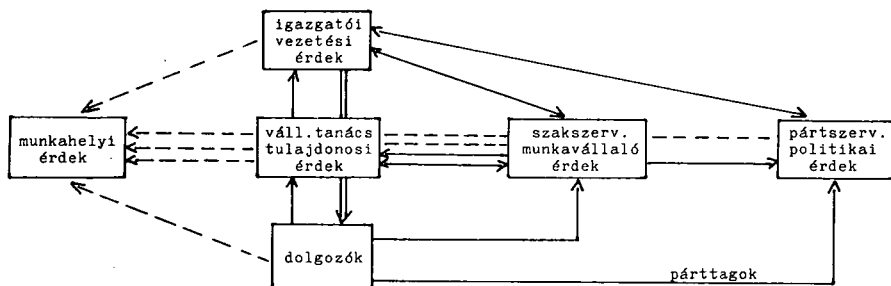 igazgatói
vezetési
érdek
munkahelyi
érdek
váll.tanács
tulajdonosi
érdek
szakszerv.
munkavállaló
érdek
pártszerv.
politikai
érdek
dolgozók
párttagok